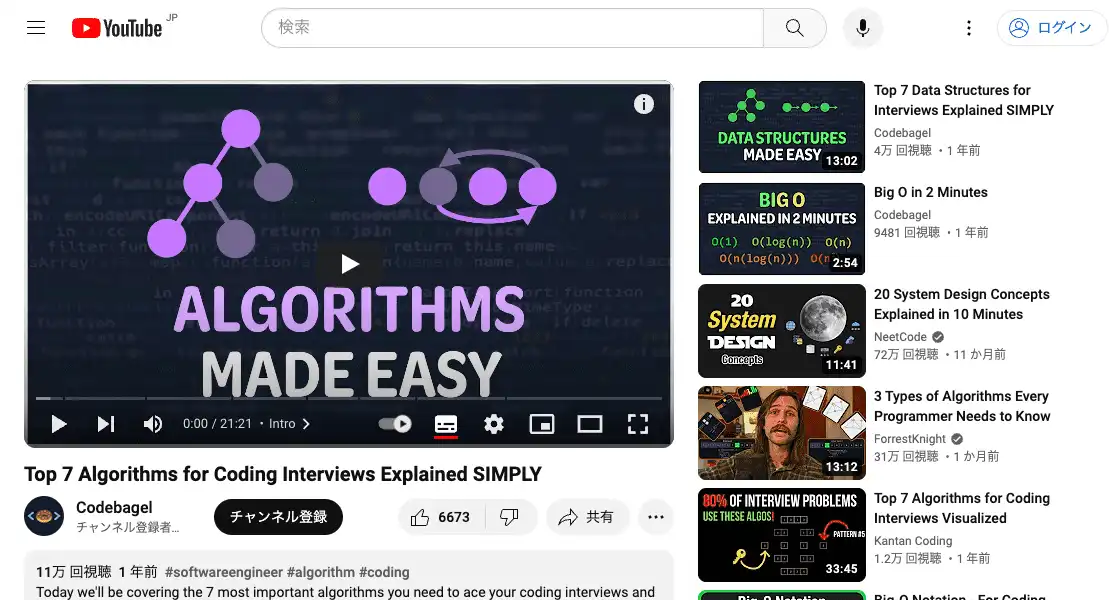 YouTube JP
検索
ログイン
ALGORITHMS
MADE EASY
0:00 / 21:21 ・ Intro
Top 7 Algorithms for Coding Interviews Explained SIMPLY
Codebagel
チャンネル登録者...
チャンネル登録
6673
共有
11万 回視聴 1 年前 #softwareengineer #algorithm #coding
Today we'll be covering the 7 most important algorithms you need to ace your coding interviews and
DATA STRUCTURES
MADE EASY
13:02
Top 7 Data Structures for
Interviews Explained SIMPLY
Codebagel
4万 回視聴 ・1 年前
BIG O
EXPLAINED IN 2 MINUTES
O(1) O(log(n)) O(n)
O(n(log(n)))
2:54
Big O in 2 Minutes
Codebagel
9481 回視聴 ・1 年前
20
System
DESIGN
Concepts
11:41
20 System Design Concepts
Explained in 10 Minutes
NeetCode
72万 回視聴 ・11 か月前
13:12
3 Types of Algorithms Every
Programmer Needs to Know
ForrestKnight
31万 回視聴 ・1 か月前
80% OF INTERVIEW PROBLEMS
USE THESE ALGOS!
PATTERN #5
33:45
Top 7 Algorithms for Coding
Interviews Visualized
Kantan Coding
1.2万 回視聴 ・1 年前
Big-O Notation
Big-O Notation - For Coding